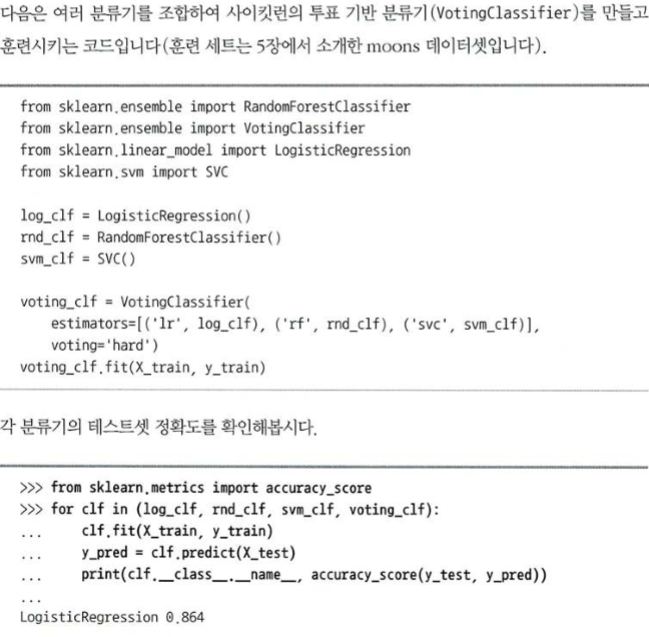 다음은 여러 분류기를 조합하여 사이킷런의 투표 기반 분류기(VotingClassifier)를 만들고
훈련시키는 코드입니다(훈련 세트는 5장에서 소개한 moons 데이터셋입니다).
from sklearn.ensemble import RandomForestClassifier
from sklearn.ensemble import VotingClassifier
from sklearn.linear_model import LogisticRegression
from sklearn.svm import SVC
log_clf = LogisticRegression()
rnd_clf = RandomForestClassifier()
svm_clf = SVC()
voting_clf = VotingClassifier(
    estimators=[('lr', log_clf), ('rf', rnd_clf), ('svc', svm_clf)],
    voting='hard')
voting_clf.fit(X_train, y_train)
각 분류기의 테스트셋 정확도를 확인해봅시다.
>>> from sklearn.metrics import accuracy_score
>>> for clf in (log_clf, rnd_clf, svm_clf, voting_clf):
...     clf.fit(X_train, y_train)
...     y_pred = clf.predict(X_test)
...     print(clf.__class__.__name__, accuracy_score(y_test, y_pred))
...
LogisticRegression 0.864